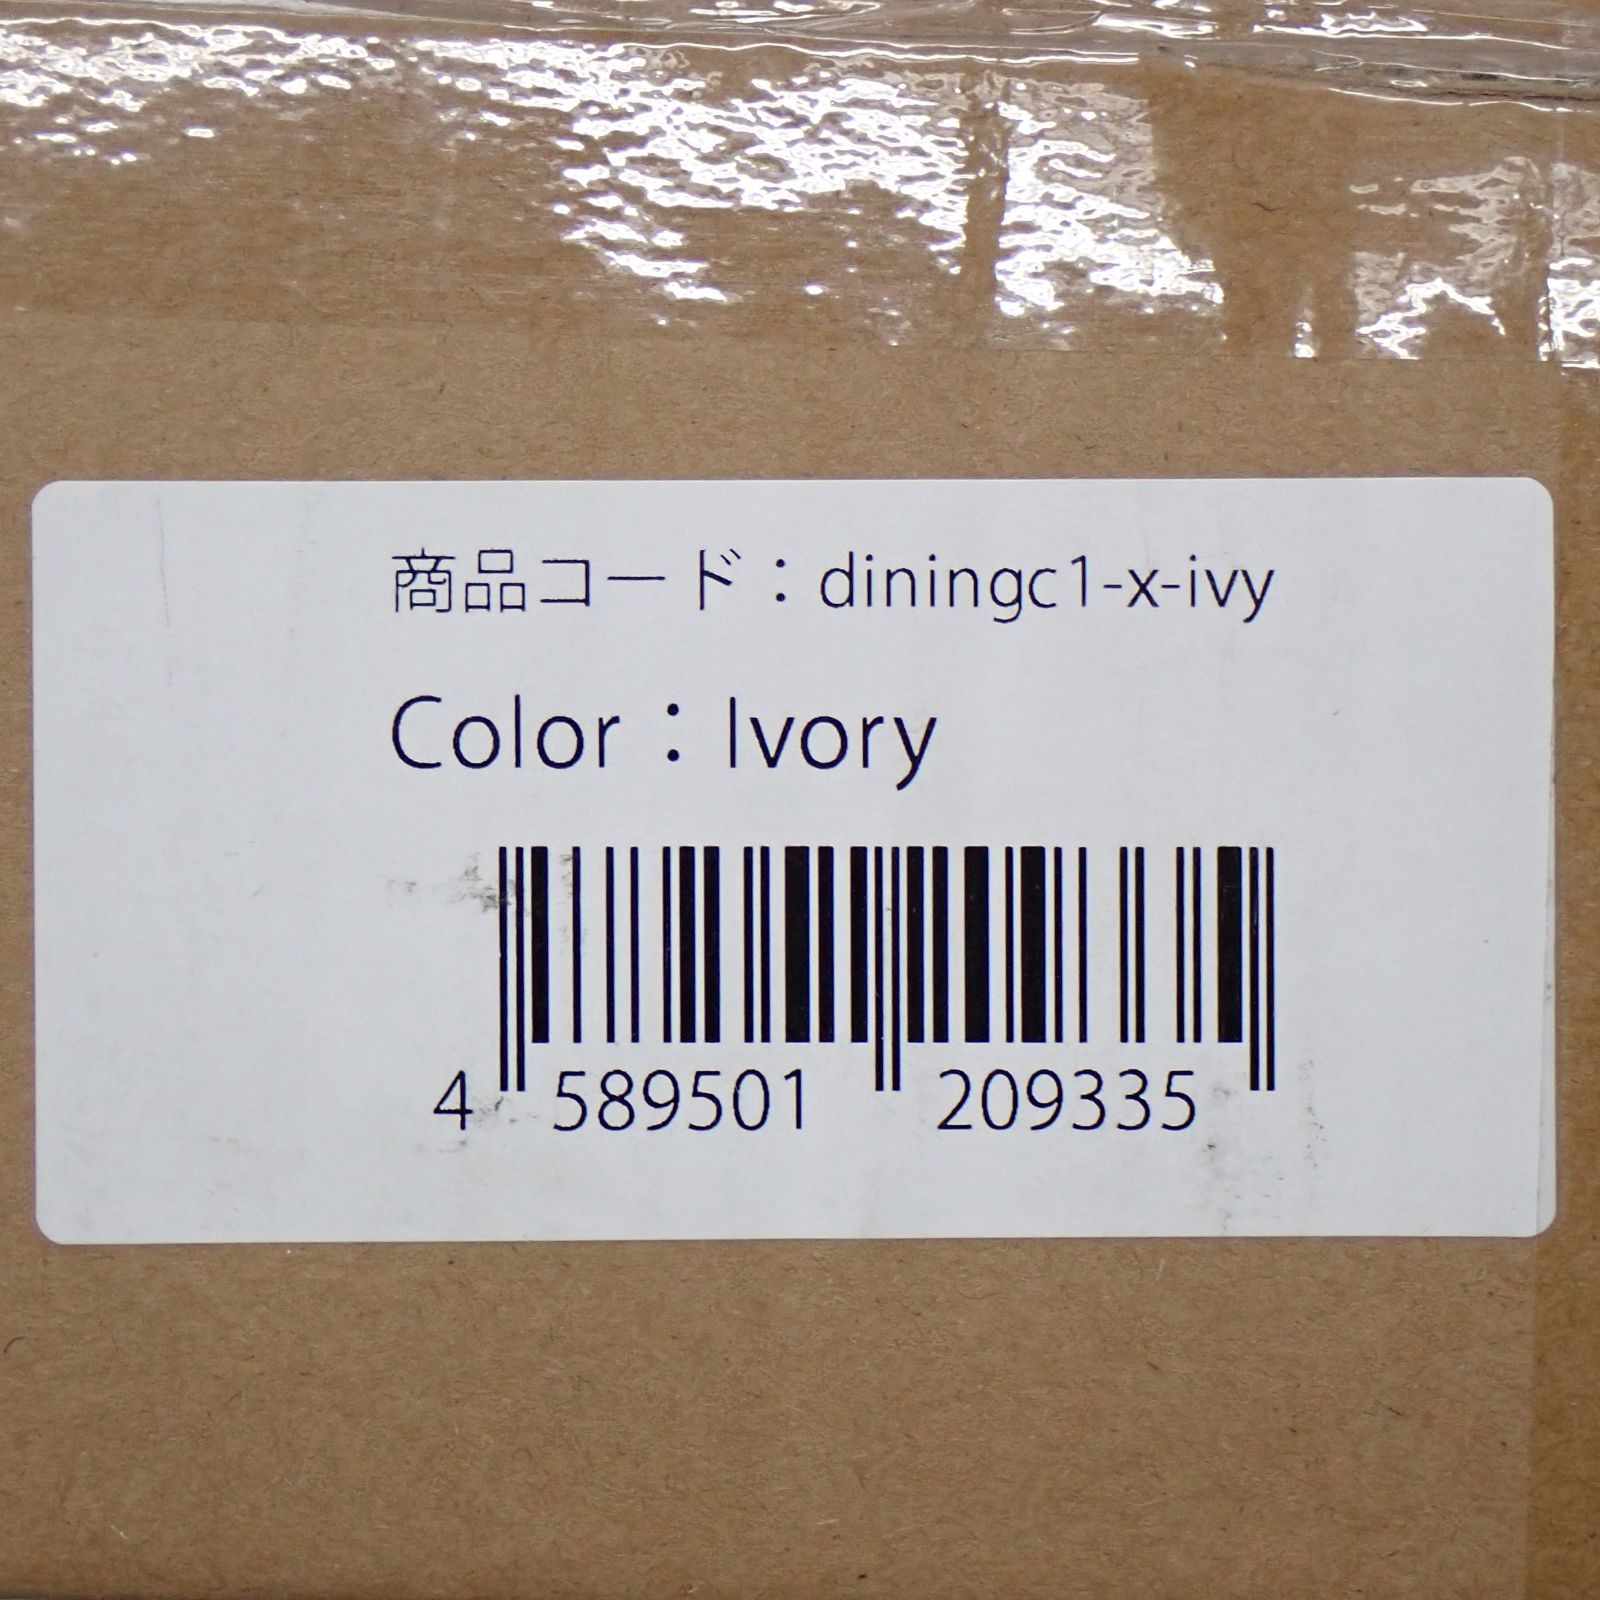 商品コード：diningc1-x-ivy
Color：Ivory
4 589501 209335